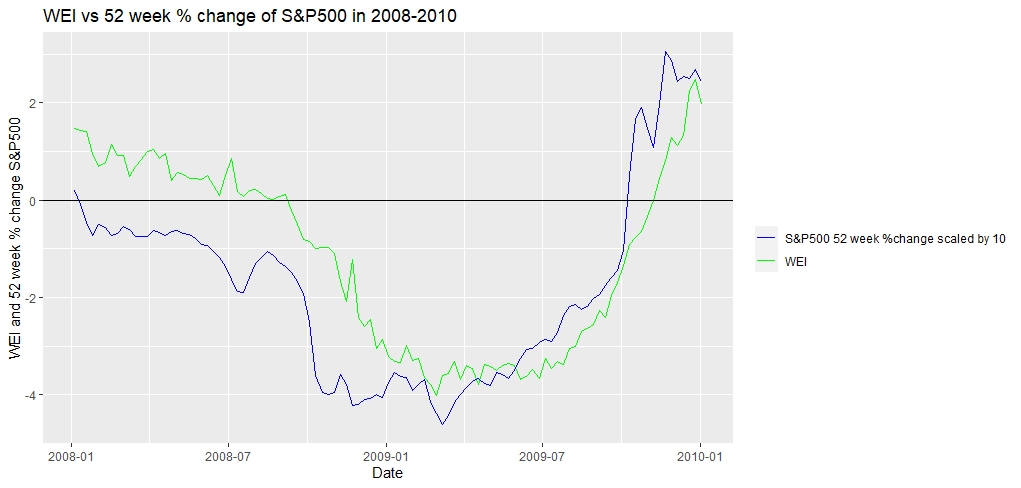 WEI vs 52 week % change of S&P500 in 2008-2010
WEI and 52 week % change S&P500
2
0
-2
-4
2008-01
2008-07
2009-01
2009-07
2010-01
Date
S&P500 52 week %change scaled by 10
WEI